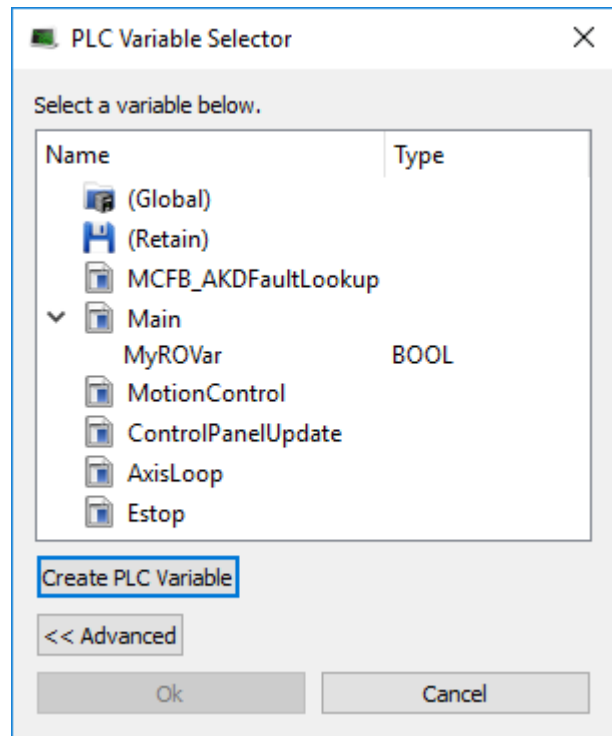 PLC Variable Selector
Select a variable below.
Name Type
(Global)
(Retain)
MCFB_AKDFaultLookup
Main
MyROVar BOOL
MotionControl
ControlPanelUpdate
AxisLoop
Estop
Create PLC Variable
<< Advanced
Ok Cancel